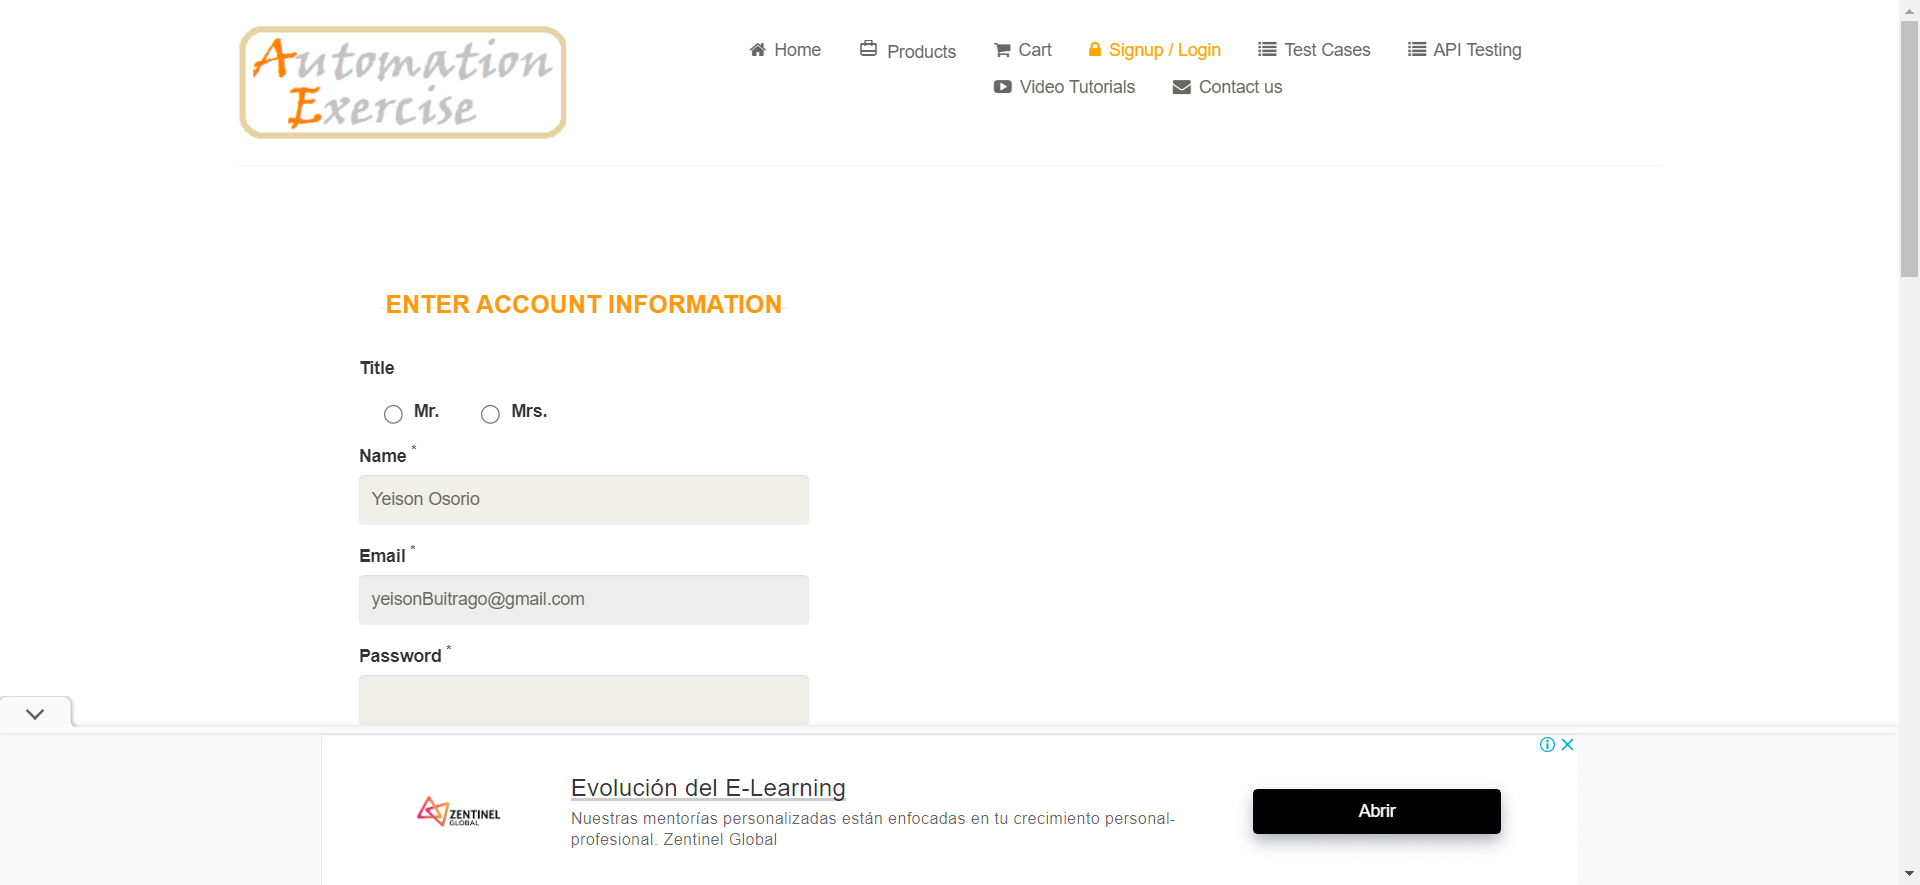 Automation
Exercise
Home
Products
Cart
Signup / Login
Test Cases
API Testing
Video Tutorials
Contact us
ENTER ACCOUNT INFORMATION
Title
Mr.
Mrs.
Name *
Yeison Osorio
Email *
yeisonBuitrago@gmail.com
Password *
ZENTINEL
GLOBAL
Evolución del E-Learning
Nuestras mentorías personalizadas están enfocadas en tu crecimiento personal-
profesional. Zentinel Global
Abrir